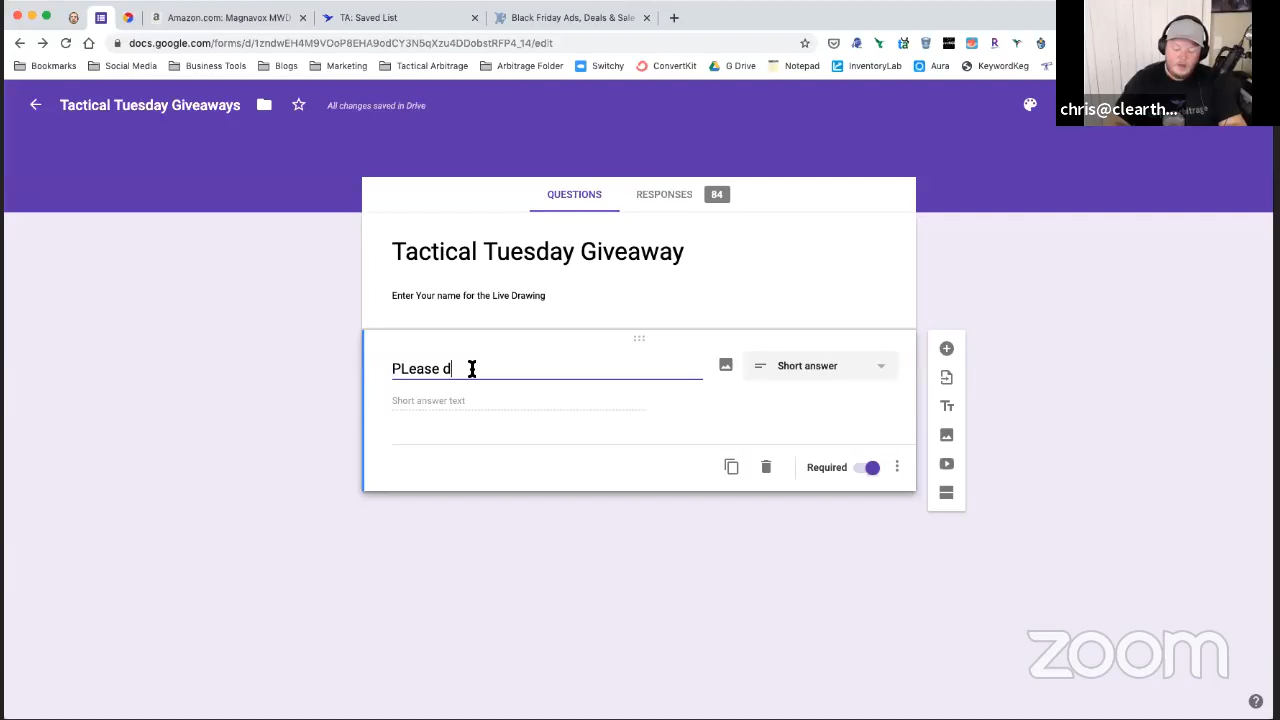 Amazon.com: Magnavox MWD
TA: Saved List
Black Friday Ads, Deals & Sale
docs.google.com/forms/d/1zndwEH4M9VOoP8EHA9odCY3N5qXzu4DDobstRFP4_14/edit
Bookmarks
Social Media
Business Tools
Blogs
Marketing
Tactical Arbitrage
Arbitrage Folder
Switchy
ConvertKit
G Drive
Notepad
InventoryLab
Aura
KeywordKeg
chris@clearth...
Tactical Tuesday Giveaways
All changes saved in Drive
QUESTIONS
RESPONSES
84
Tactical Tuesday Giveaway
Enter Your name for the Live Drawing
PLease d
Short answer
Short answer text
Required
zoom